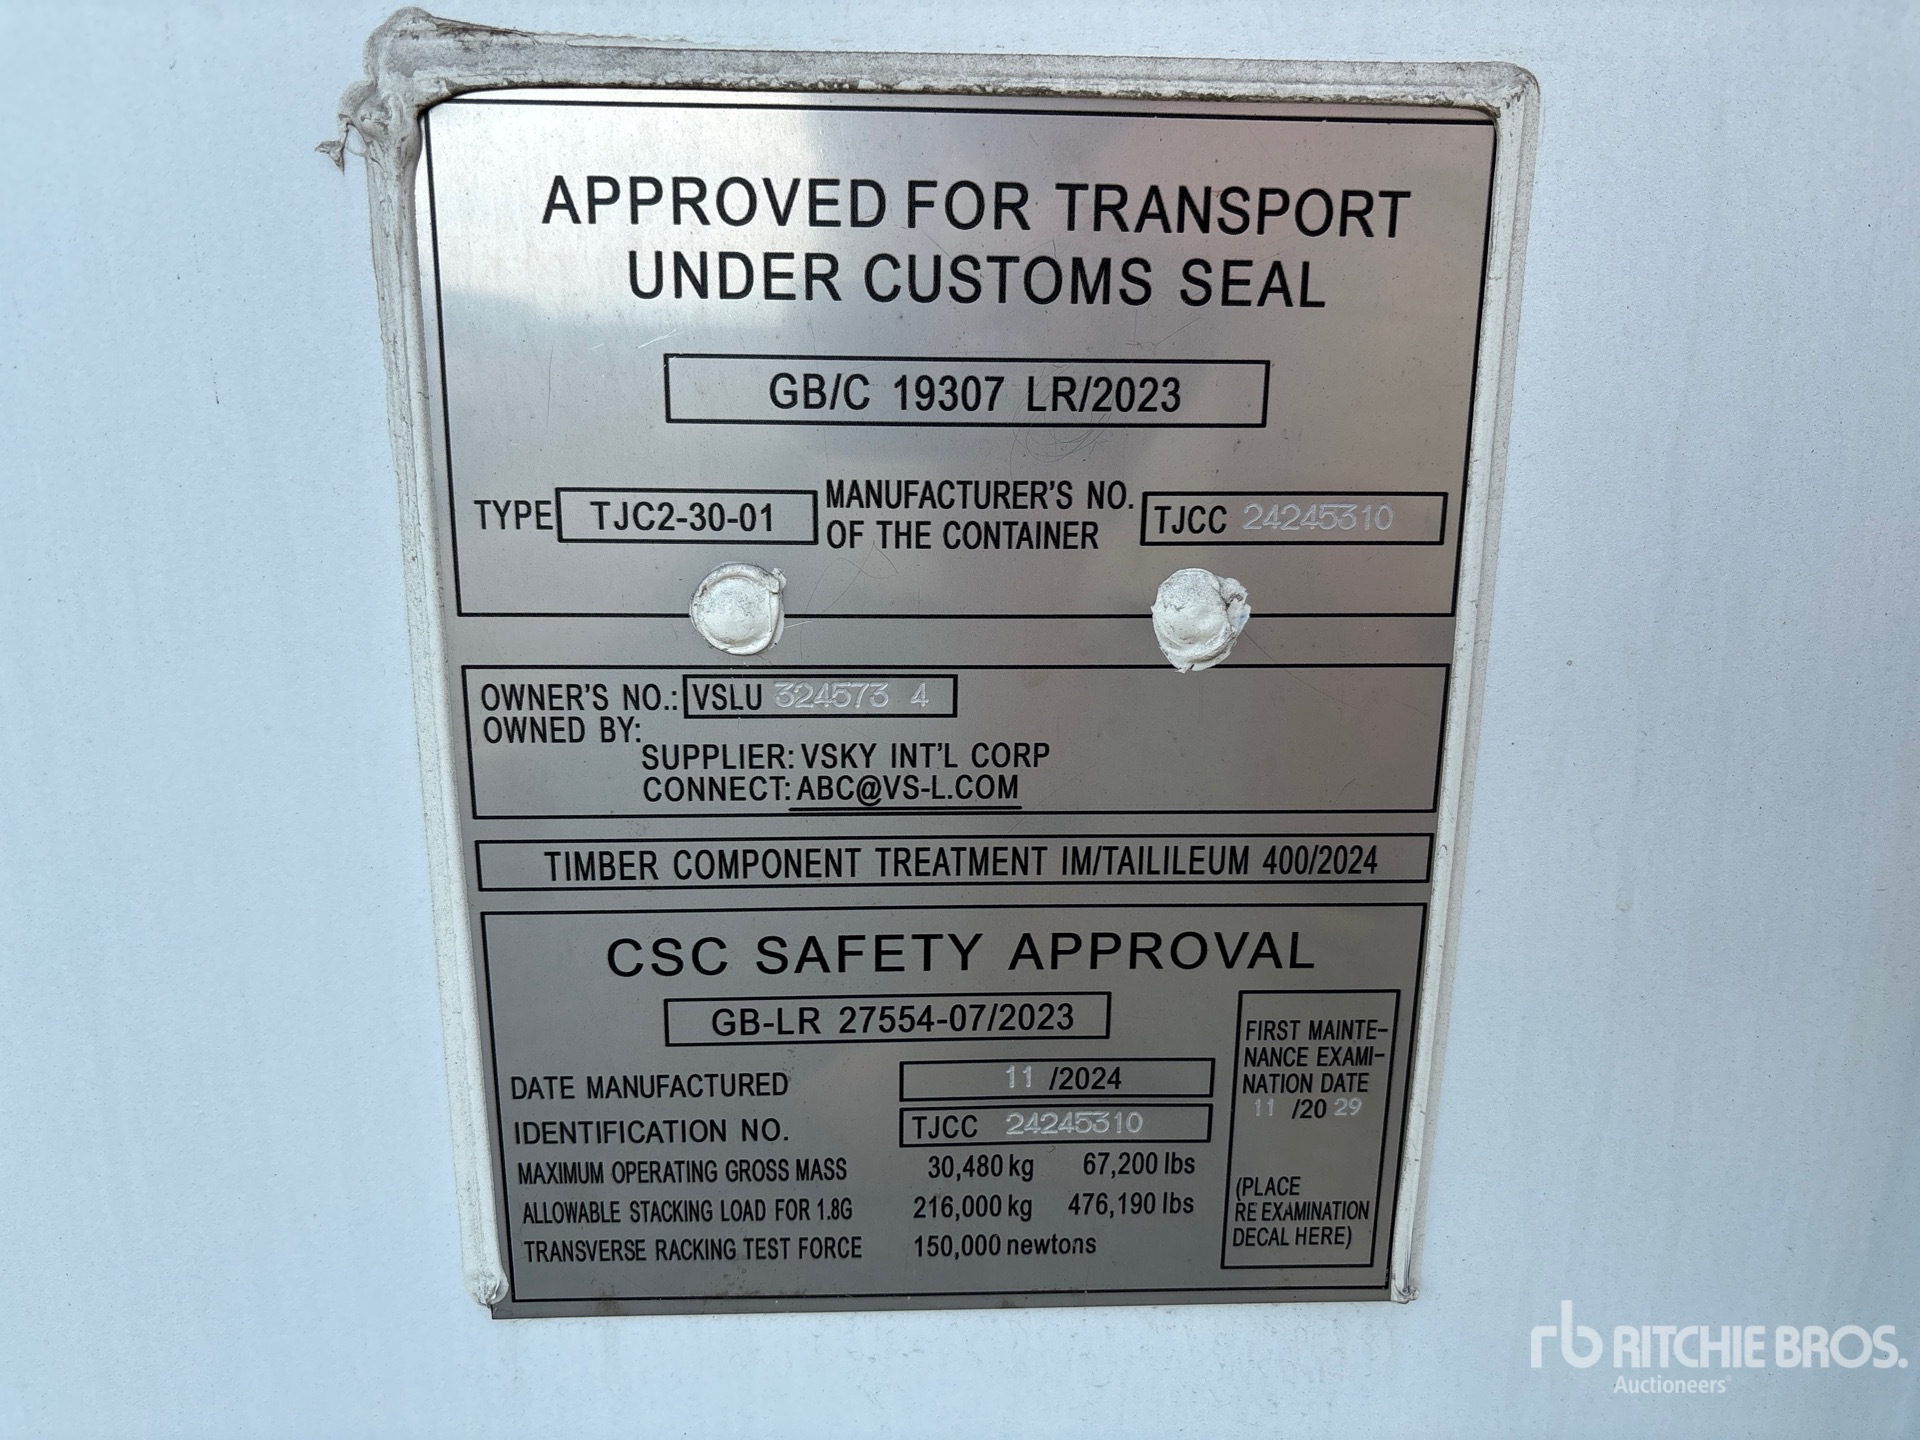 APPROVED FOR TRANSPORT
UNDER CUSTOMS SEAL
GB/C 19307 LR/2023
TYPE TJC2-30-01 MANUFACTURER'S NO. OF THE CONTAINER TJCC 24245310
OWNER'S NO.: VSLU 324573 4
OWNED BY:
SUPPLIER: VSKY INT'L CORP
CONNECT: ABC@VS-L.COM
TIMBER COMPONENT TREATMENT IM/TAILILEUM 400/2024
CSC SAFETY APPROVAL
GB-LR 27554-07/2023
DATE MANUFACTURED 11 /2024
IDENTIFICATION NO. TJCC 24245310
MAXIMUM OPERATING GROSS MASS 30,480 kg 67,200 lbs
ALLOWABLE STACKING LOAD FOR 1.8G 216,000 kg 476,190 lbs
TRANSVERSE RACKING TEST FORCE 150,000 newtons
FIRST MAINTE-
NANCE EXAMI-
NATION DATE
11 /20 29
(PLACE
RE EXAMINATION
DECAL HERE)
rb RITCHIE BROS.
Auctioneers